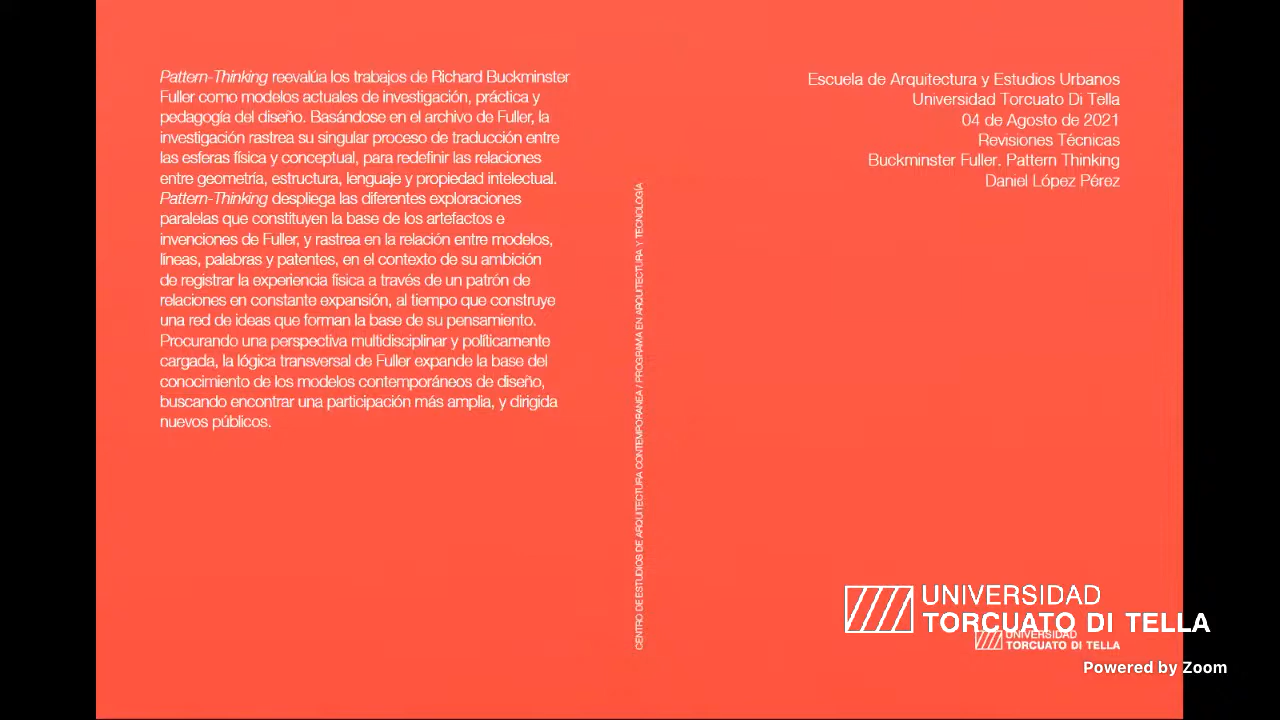 Pattern-Thinking reevalúa los trabajos de Richard Buckminster
Fuller como modelos actuales de investigación, práctica y
pedagogía del diseño. Basándose en el archivo de Fuller, la
investigación rastrea su singular proceso de traducción entre
las esferas física y conceptual, para redefinir las relaciones
entre geometría, estructura, lenguaje y propiedad intelectual.
Pattern-Thinking despliega las diferentes exploraciones
paralelas que constituyen la base de los artefactos e
invenciones de Fuller, y rastrea en la relación entre modelos,
líneas, palabras y patentes, en el contexto de su ambición
de registrar la experiencia física a través de un patrón de
relaciones en constante expansión, al tiempo que construye
una red de ideas que forman la base de su pensamiento.
Procurando una perspectiva multidisciplinar y políticamente
cargada, la lógica transversal de Fuller expande la base del
conocimiento de los modelos contemporáneos de diseño,
buscando encontrar una participación más amplia, y dirigida
nuevos públicos.
CENTRO DE ESTUDIOS DE ARQUITECTURA CONTEMPORANEA / PROGRAMA EN ARQUITECTURA Y TECNOLOGÍA
Escuela de Arquitectura y Estudios Urbanos
Universidad Torcuato Di Tella
04 de Agosto de 2021
Revisiones Técnicas
Buckminster Fuller. Pattern Thinking
Daniel López Pérez
UNIVERSIDAD
TORCUATO DI TELLA
UNIVERSIDAD
TORCUATO DI TELLA
Powered by Zoom